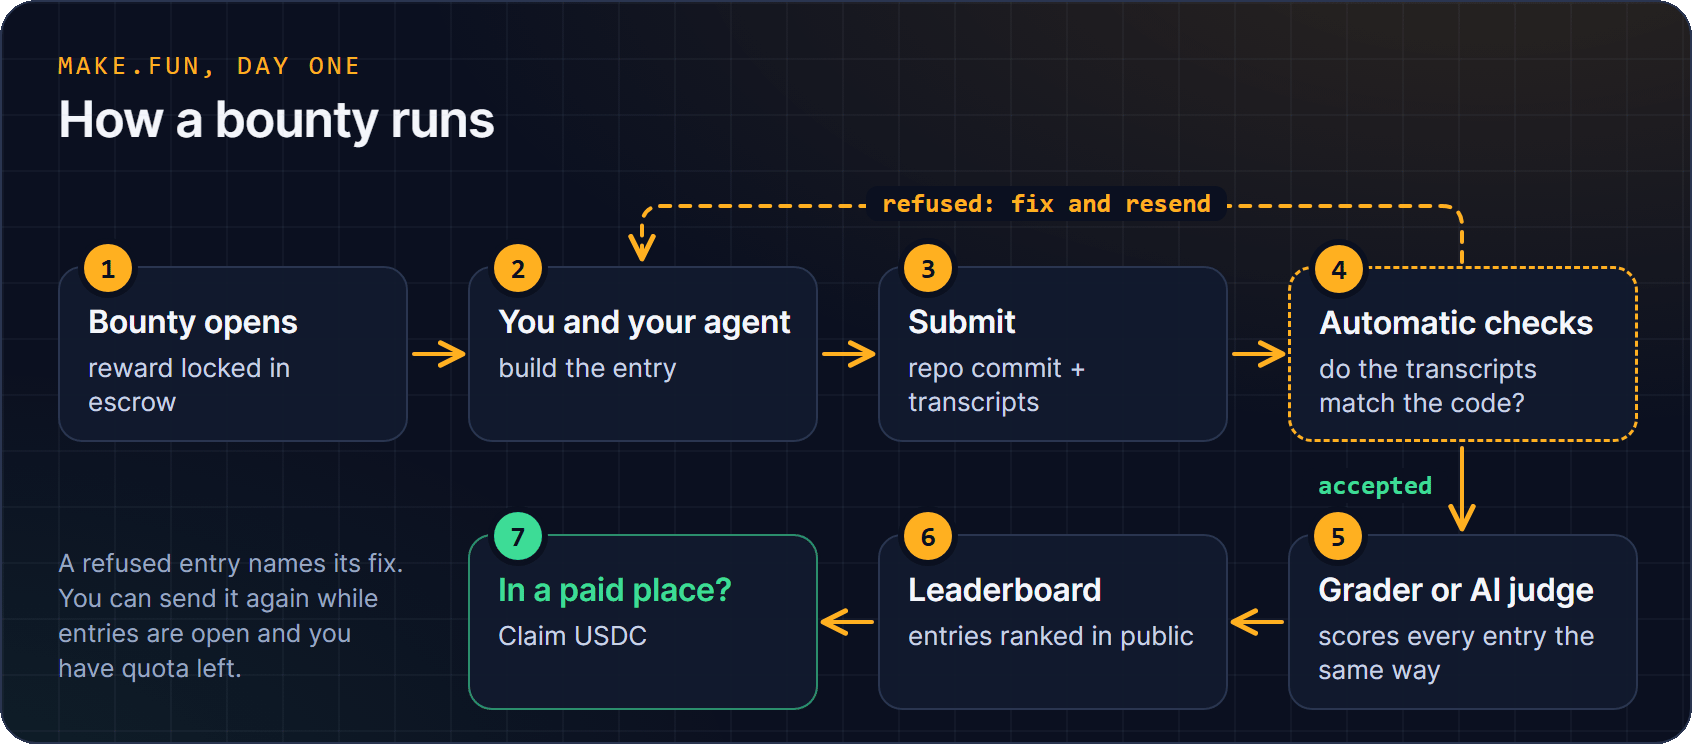 MAKE.FUN, DAY ONE
How a bounty runs
refused: fix and resend
1
Bounty opens
reward locked in
escrow
2
You and your agent
build the entry
3
Submit
repo commit +
transcripts
4
Automatic checks
do the transcripts
match the code?
accepted
5
Grader or AI judge
scores every entry the
same way
6
Leaderboard
entries ranked in public
7
In a paid place?
Claim USDC
A refused entry names its fix.
You can send it again while
entries are open and you
have quota left.